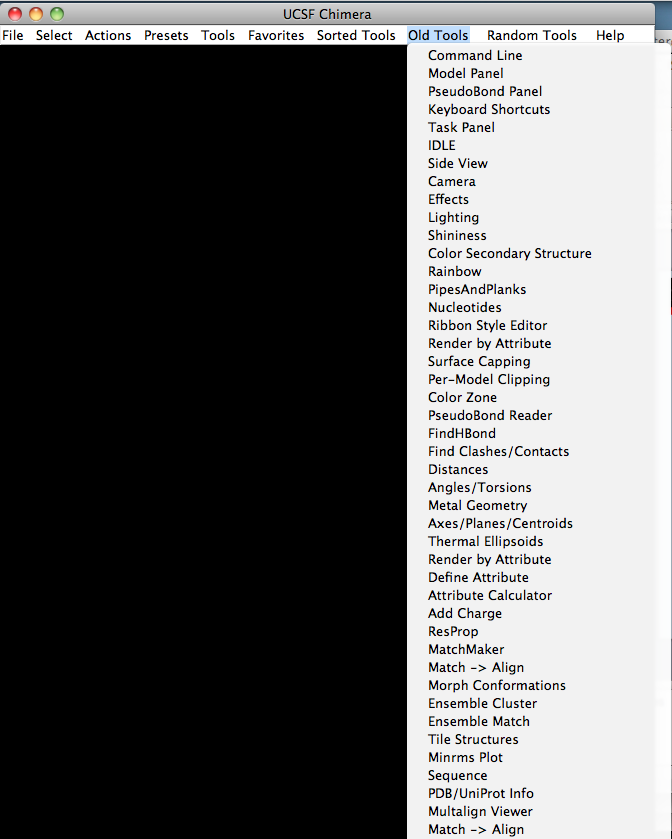 UCSF Chimera
File Select Actions Presets Tools Favorites Sorted Tools Old Tools Random Tools Help
Command Line
Model Panel
PseudoBond Panel
Keyboard Shortcuts
Task Panel
IDLE
Side View
Camera
Effects
Lighting
Shininess
Color Secondary Structure
Rainbow
PipesAndPlanks
Nucleotides
Ribbon Style Editor
Render by Attribute
Surface Capping
Per-Model Clipping
Color Zone
PseudoBond Reader
FindHBond
Find Clashes/Contacts
Distances
Angles/Torsions
Metal Geometry
Axes/Planes/Centroids
Thermal Ellipsoids
Render by Attribute
Define Attribute
Attribute Calculator
Add Charge
ResProp
MatchMaker
Match -> Align
Morph Conformations
Ensemble Cluster
Ensemble Match
Tile Structures
Minrms Plot
Sequence
PDB/UniProt Info
Multalign Viewer
Match -> Align